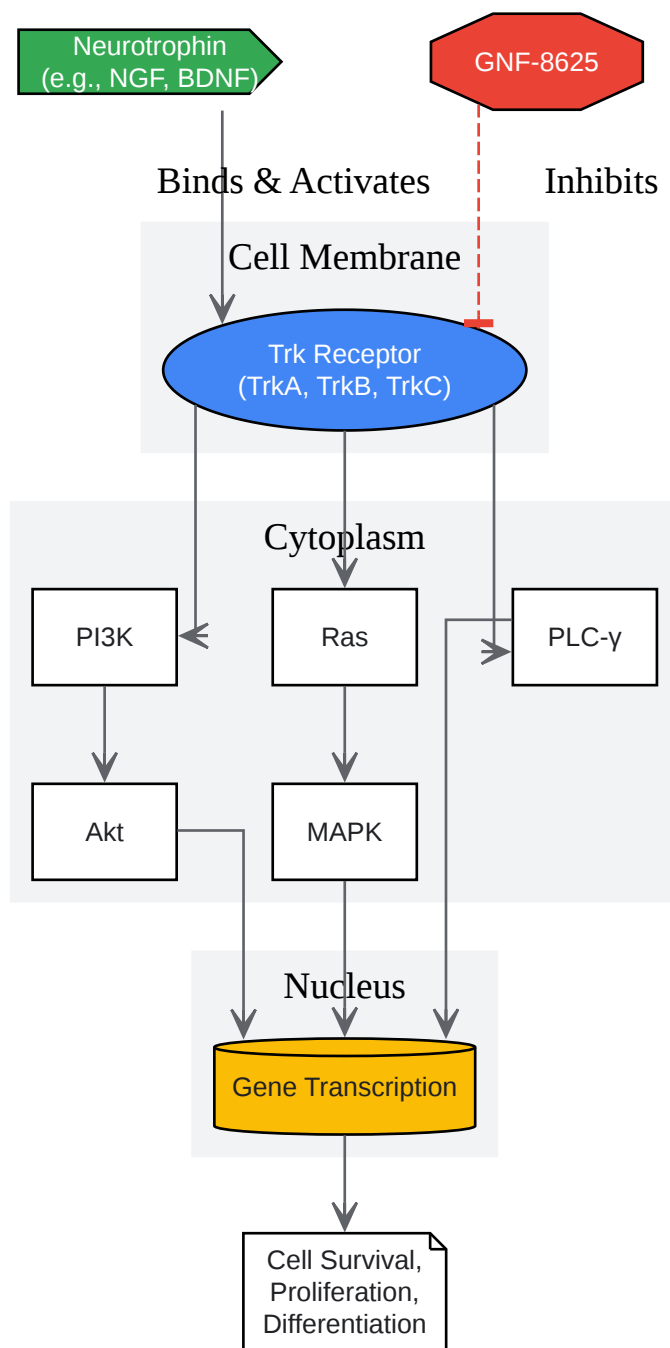 Neurotrophin
(e.g., NGF, BDNF)
GNF-8625
Binds & Activates
Inhibits
Cell Membrane
Trk Receptor
(TrkA, TrkB, TrkC)
Cytoplasm
PI3K
Ras
PLC-γ
Akt
MAPK
Nucleus
Gene Transcription
Cell Survival,
Proliferation,
Differentiation